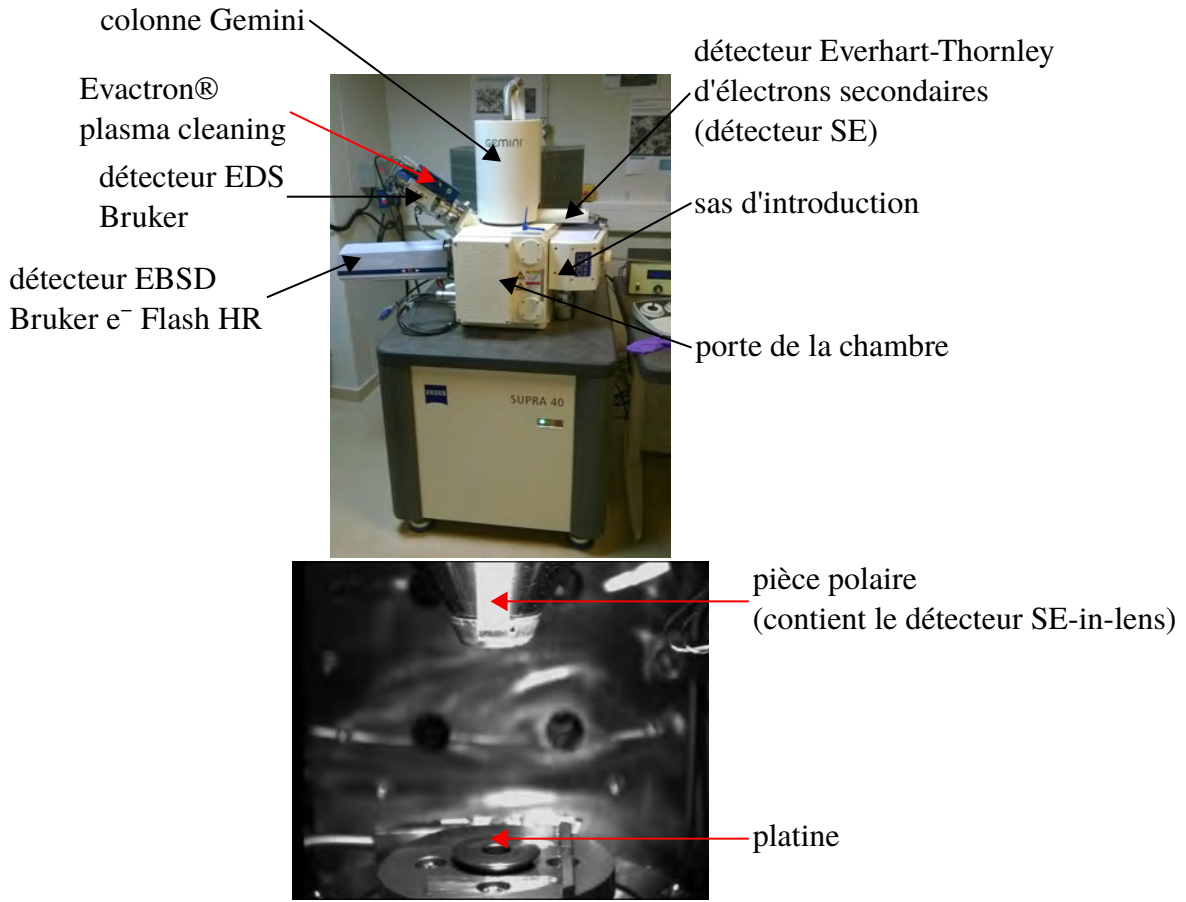 colonne Gemini
Evactron®
plasma cleaning
détecteur EDS
Bruker
détecteur EBSD
Bruker e⁻ Flash HR
détecteur Everhart-Thornley
d'électrons secondaires
(détecteur SE)
sas d'introduction
porte de la chambre
GEMINI
SUPRA 40
pièce polaire
(contient le détecteur SE-in-lens)
platine